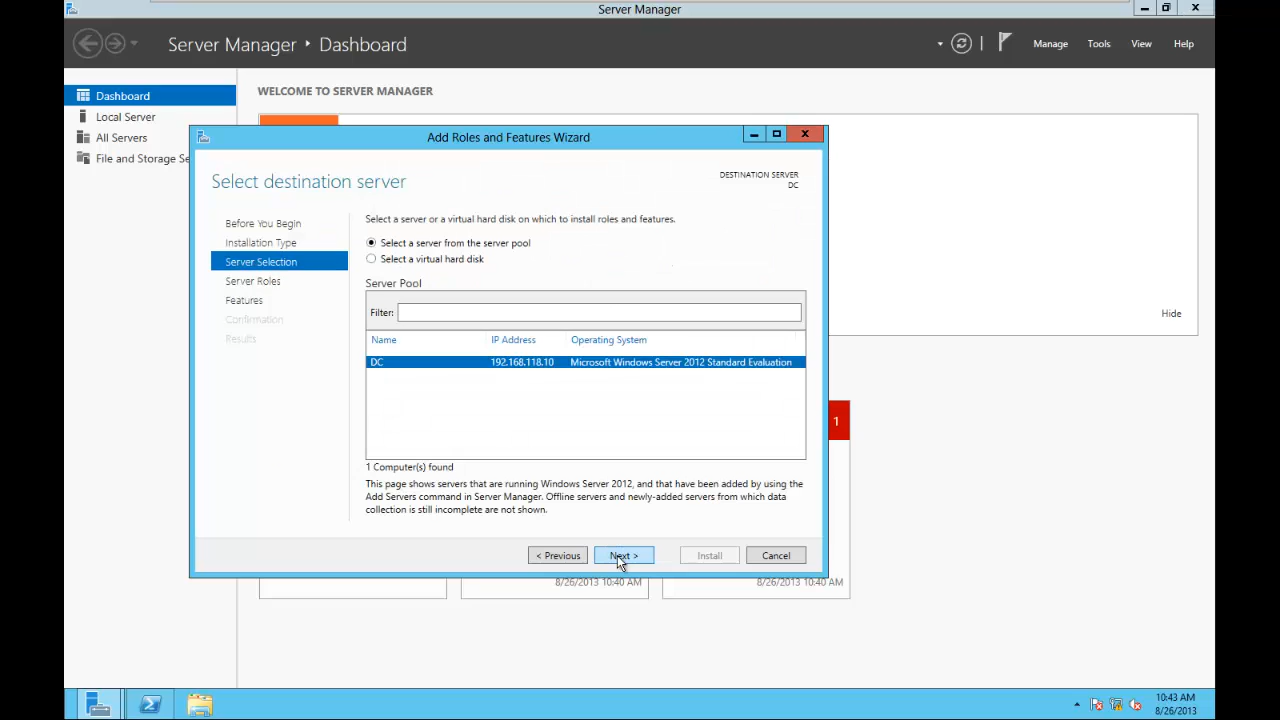 Server Manager
Server Manager • Dashboard
Manage
Tools
View
Help
Dashboard
Local Server
All Servers
File and Storage Se
WELCOME TO SERVER MANAGER
Hide
Add Roles and Features Wizard
Select destination server
DESTINATION SERVER
DC
Before You Begin
Installation Type
Server Selection
Server Roles
Features
Confirmation
Results
Select a server or a virtual hard disk on which to install roles and features.
Select a server from the server pool
Select a virtual hard disk
Server Pool
Filter:
Name IP Address Operating System
DC 192.168.118.10 Microsoft Windows Server 2012 Standard Evaluation
1 Computer(s) found
This page shows servers that are running Windows Server 2012, and that have been added by using the
Add Servers command in Server Manager. Offline servers and newly-added servers from which data
collection is still incomplete are not shown.
< Previous
Next >
Install
Cancel
1
8/26/2013 10:40 AM
8/26/2013 10:40 AM
10:43 AM
8/26/2013